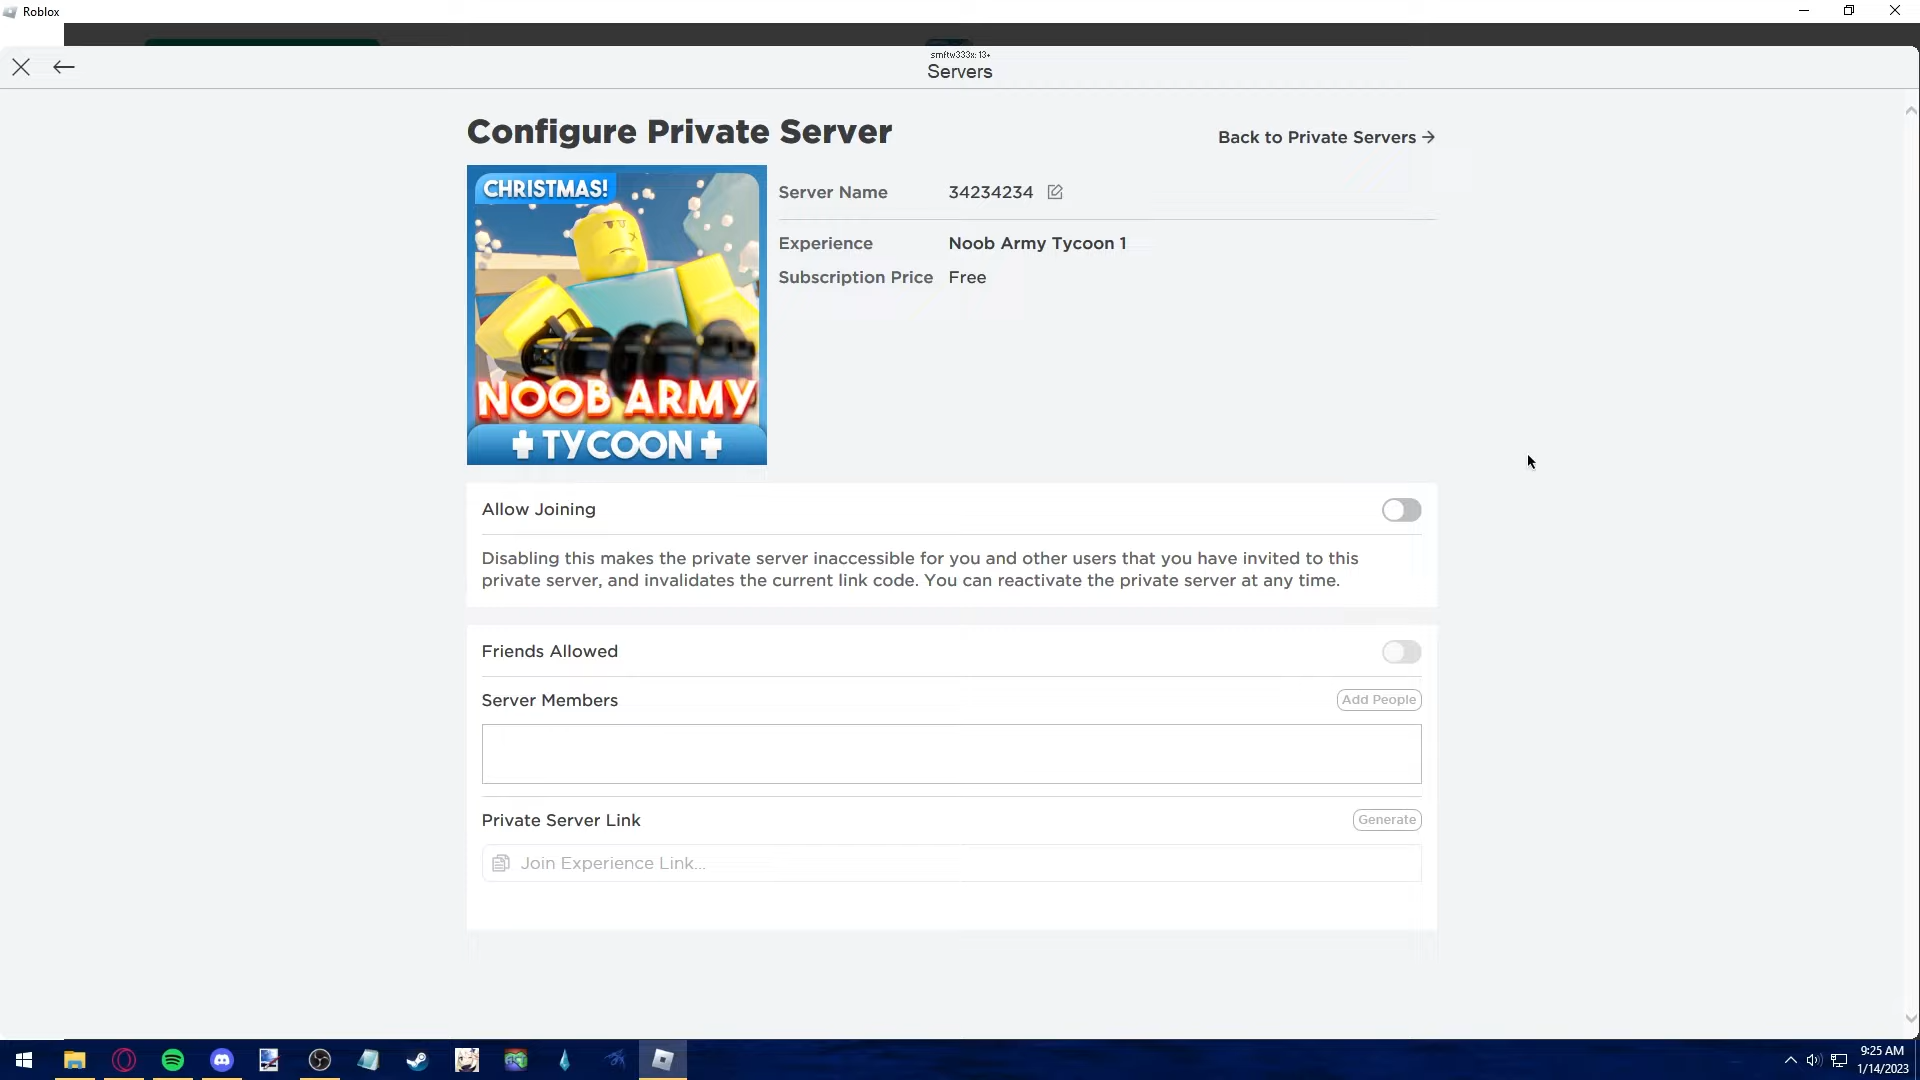 Roblox
smftw333x: 13+
Servers
Configure Private Server
Back to Private Servers →
CHRISTMAS!
NOOB ARMY
TYCOON
Server Name 34234234
Experience Noob Army Tycoon 1
Subscription Price Free
Allow Joining
Disabling this makes the private server inaccessible for you and other users that you have invited to this
private server, and invalidates the current link code. You can reactivate the private server at any time.
Friends Allowed
Server Members Add People
Private Server Link Generate
Join Experience Link...
9:25 AM
1/14/2023